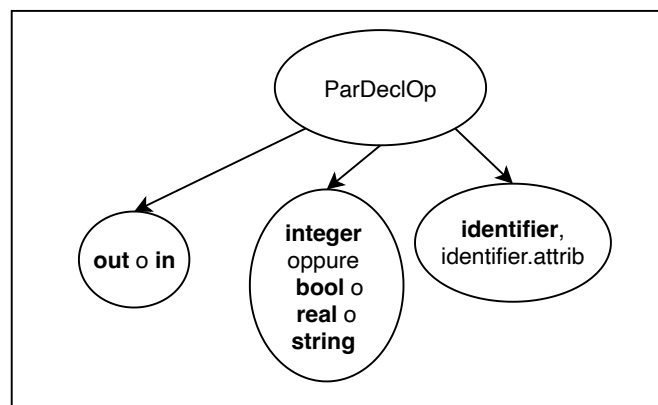 ParDeclOp
out o in
integer
oppure
bool o
real o
string
identifier,
identifier.attrib